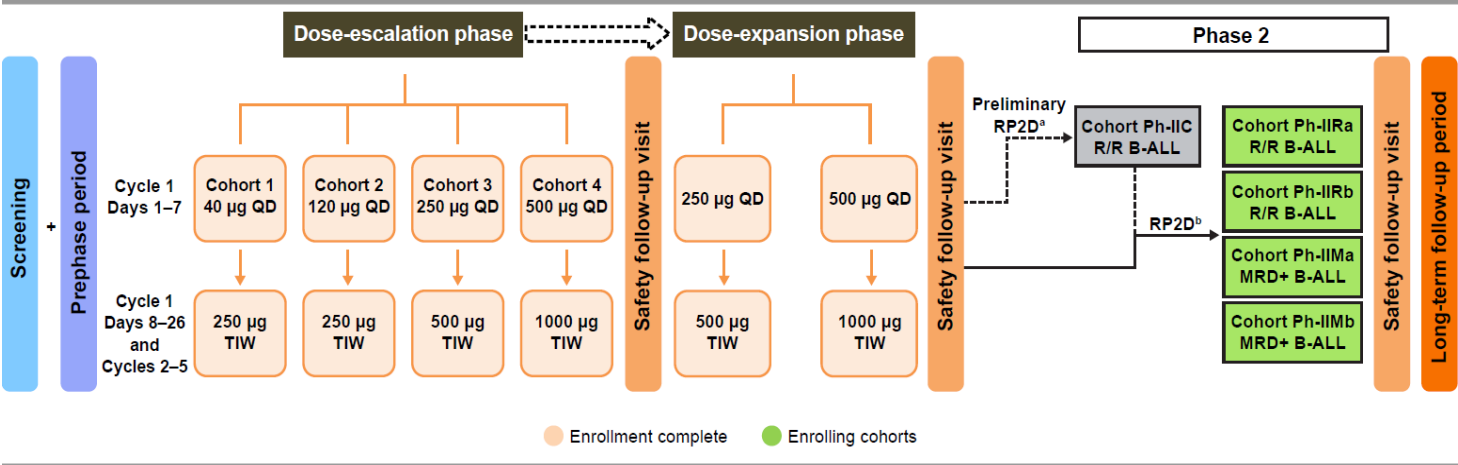 Dose-escalation phase
Dose-expansion phase
Phase 2
Screening
+
Prephase period
Cycle 1
Days 1–7
Cohort 1
40 µg QD
Cohort 2
120 µg QD
Cohort 3
250 µg QD
Cohort 4
500 µg QD
Cycle 1
Days 8–26
and
Cycles 2–5
250 µg
TIW
250 µg
TIW
500 µg
TIW
1000 µg
TIW
Safety follow-up visit
250 µg QD
500 µg QD
500 µg
TIW
1000 µg
TIW
Safety follow-up visit
Preliminary
RP2Dᵃ
Cohort Ph-IIC
R/R B-ALL
RP2Dᵇ
Cohort Ph-IIRa
R/R B-ALL
Cohort Ph-IIRb
R/R B-ALL
Cohort Ph-IIMa
MRD+ B-ALL
Cohort Ph-IIMb
MRD+ B-ALL
Safety follow-up visit
Long-term follow-up period
Enrollment complete
Enrolling cohorts